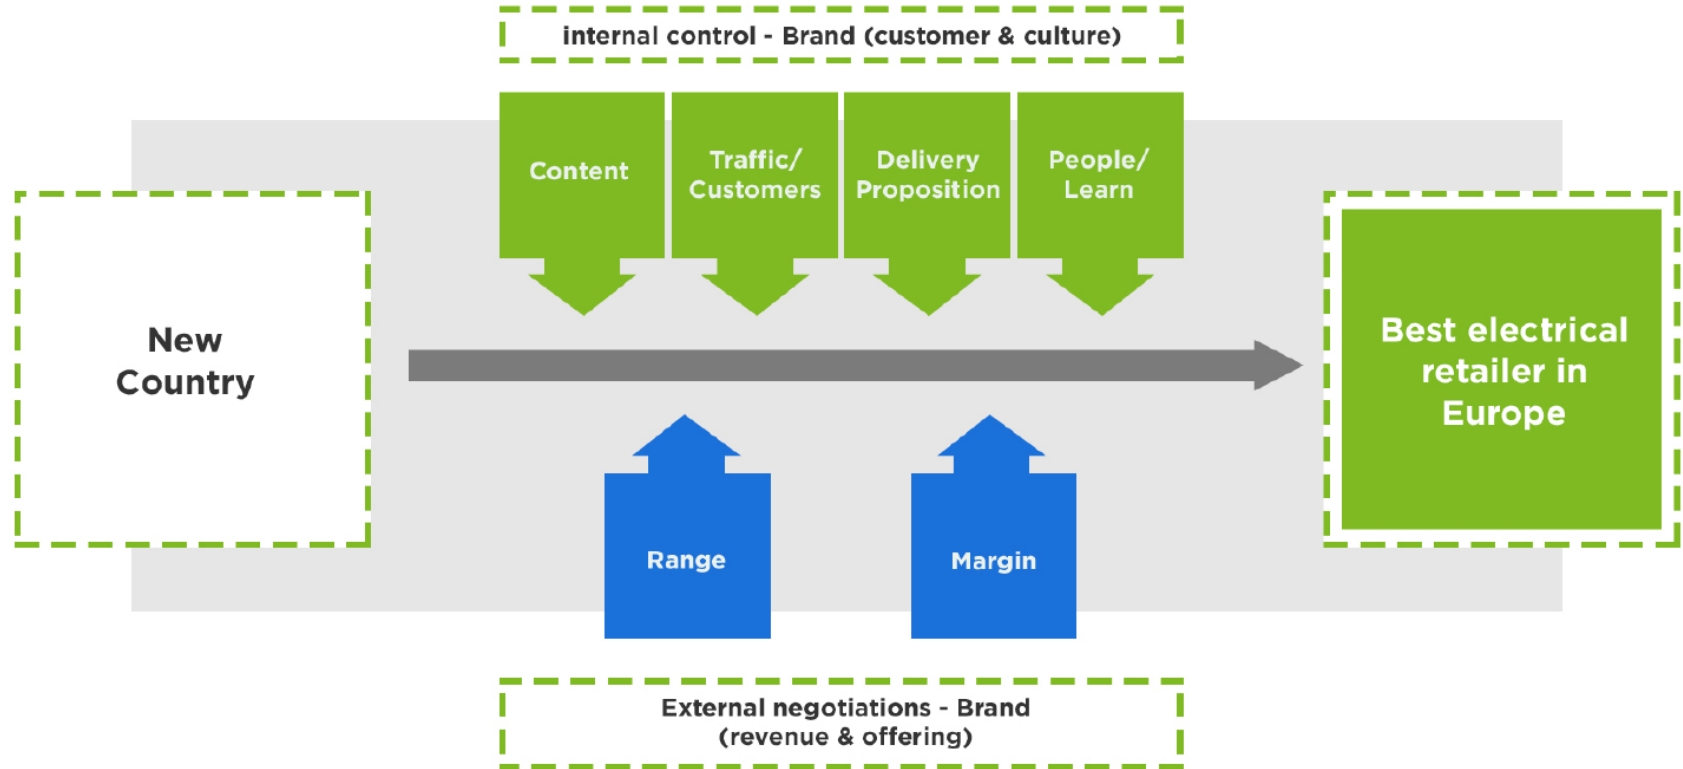 internal control - Brand (customer & culture)
Content
Traffic/
Customers
Delivery
Proposition
People/
Learn
New
Country
Best electrical
retailer in
Europe
Range
Margin
External negotiations - Brand
(revenue & offering)